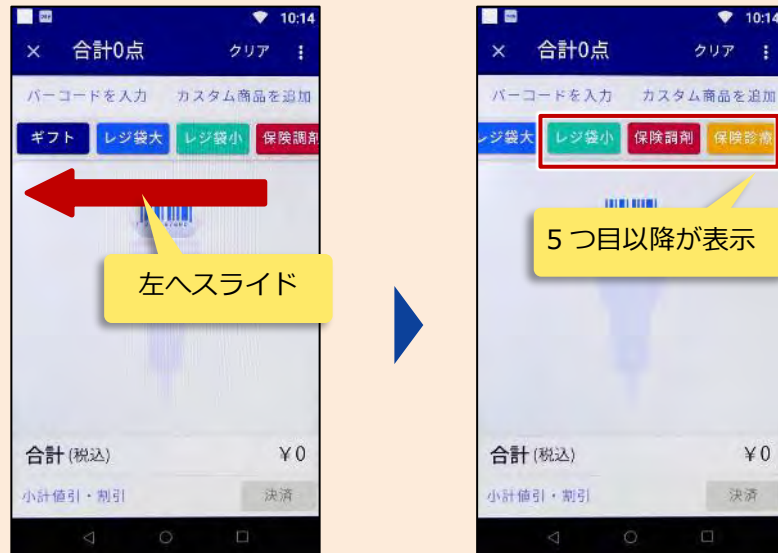 10:14
× 合計0点 クリア
バーコードを入力 カスタム商品を追加
ギフト レジ袋大 レジ袋小 保険調剤
左へスライド
合計(税込) ¥0
小計値引・割引 決済
10:14
× 合計0点 クリア
バーコードを入力 カスタム商品を追加
レジ袋大 レジ袋小 保険調剤 保険診療
5つ目以降が表示
合計(税込) ¥0
小計値引・割引 決済